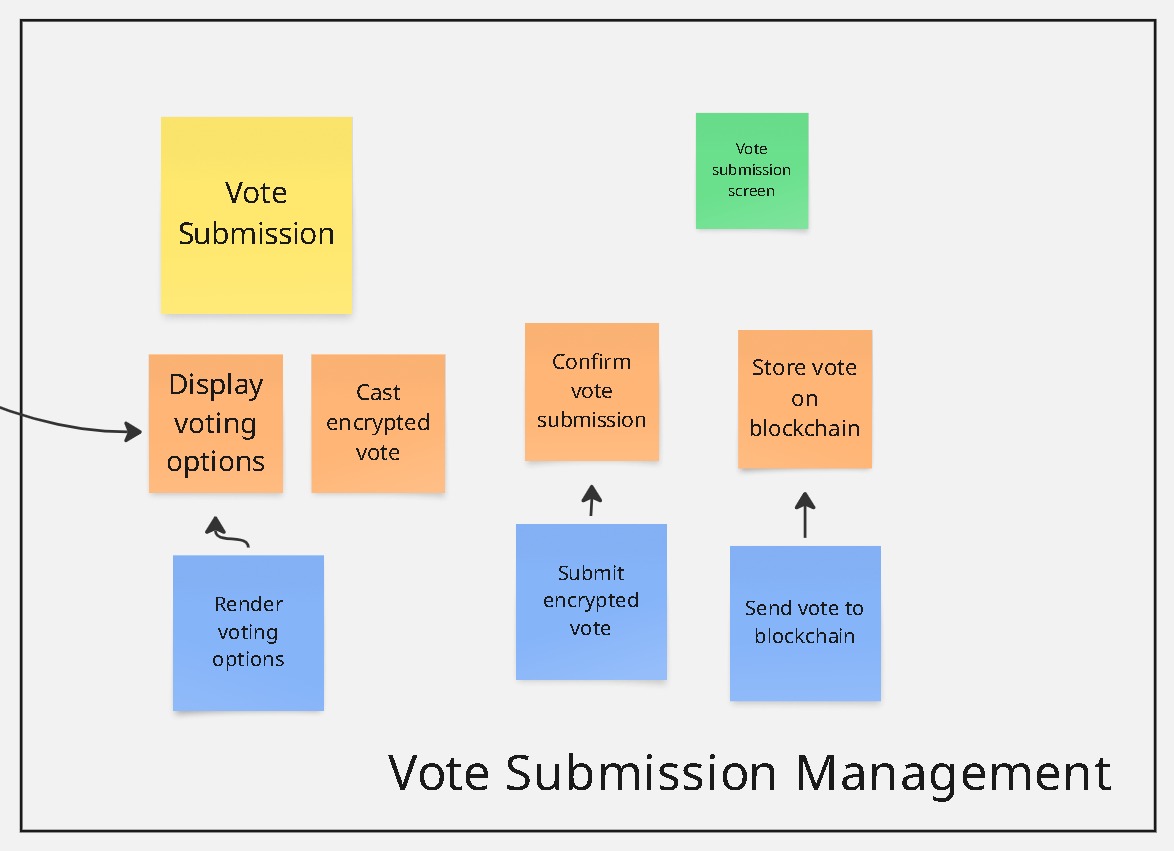 Vote
Submission
Vote
submission
screen
Display
voting
options
Cast
encrypted
vote
Confirm
vote
submission
Store vote
on
blockchain
Render
voting
options
Submit
encrypted
vote
Send vote to
blockchain
Vote Submission Management